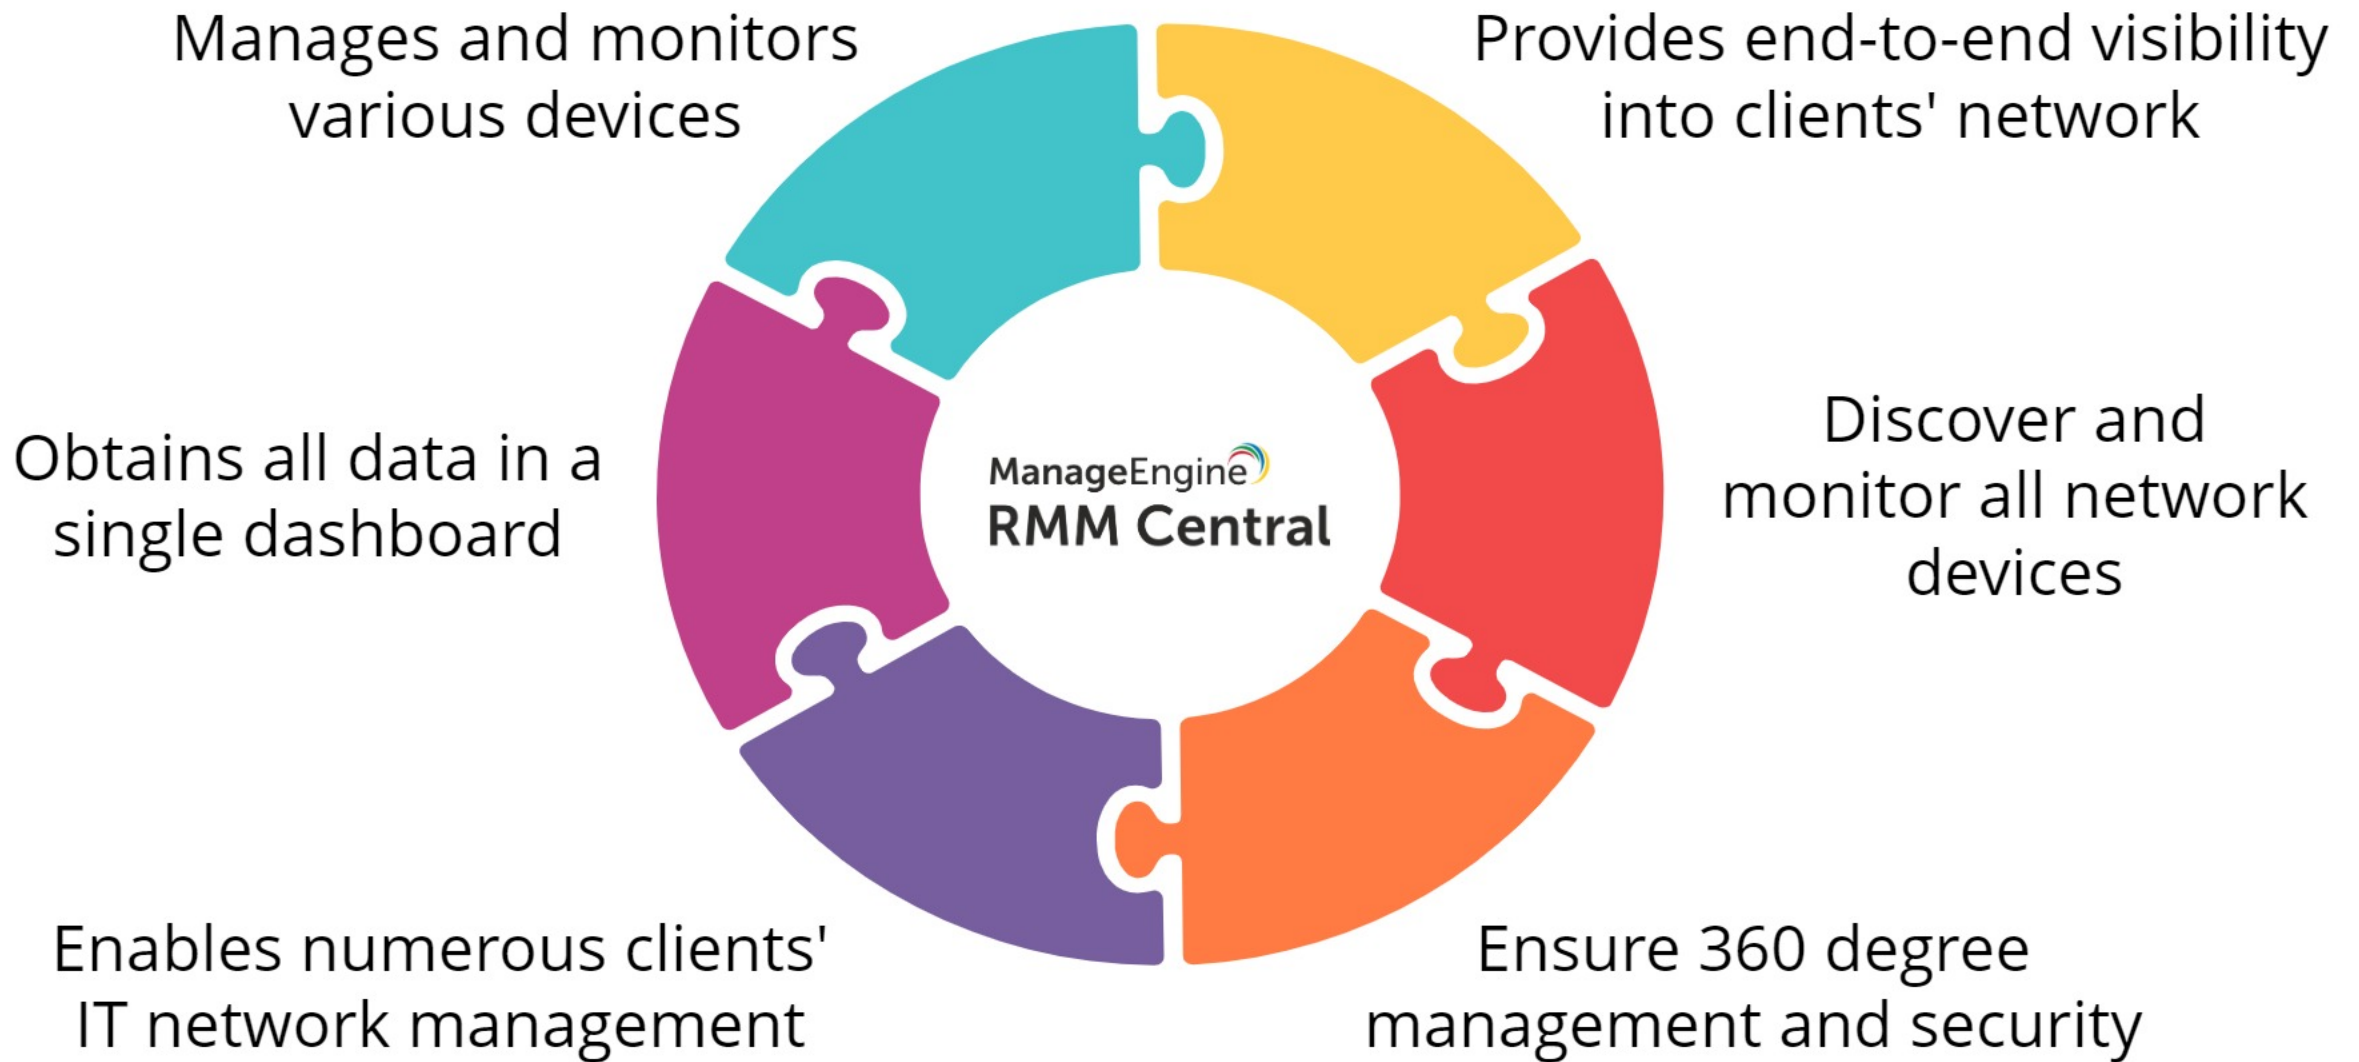 Manages and monitors
various devices
Provides end-to-end visibility
into clients' network
Obtains all data in a
single dashboard
ManageEngine
RMM Central
Discover and
monitor all network
devices
Enables numerous clients'
IT network management
Ensure 360 degree
management and security